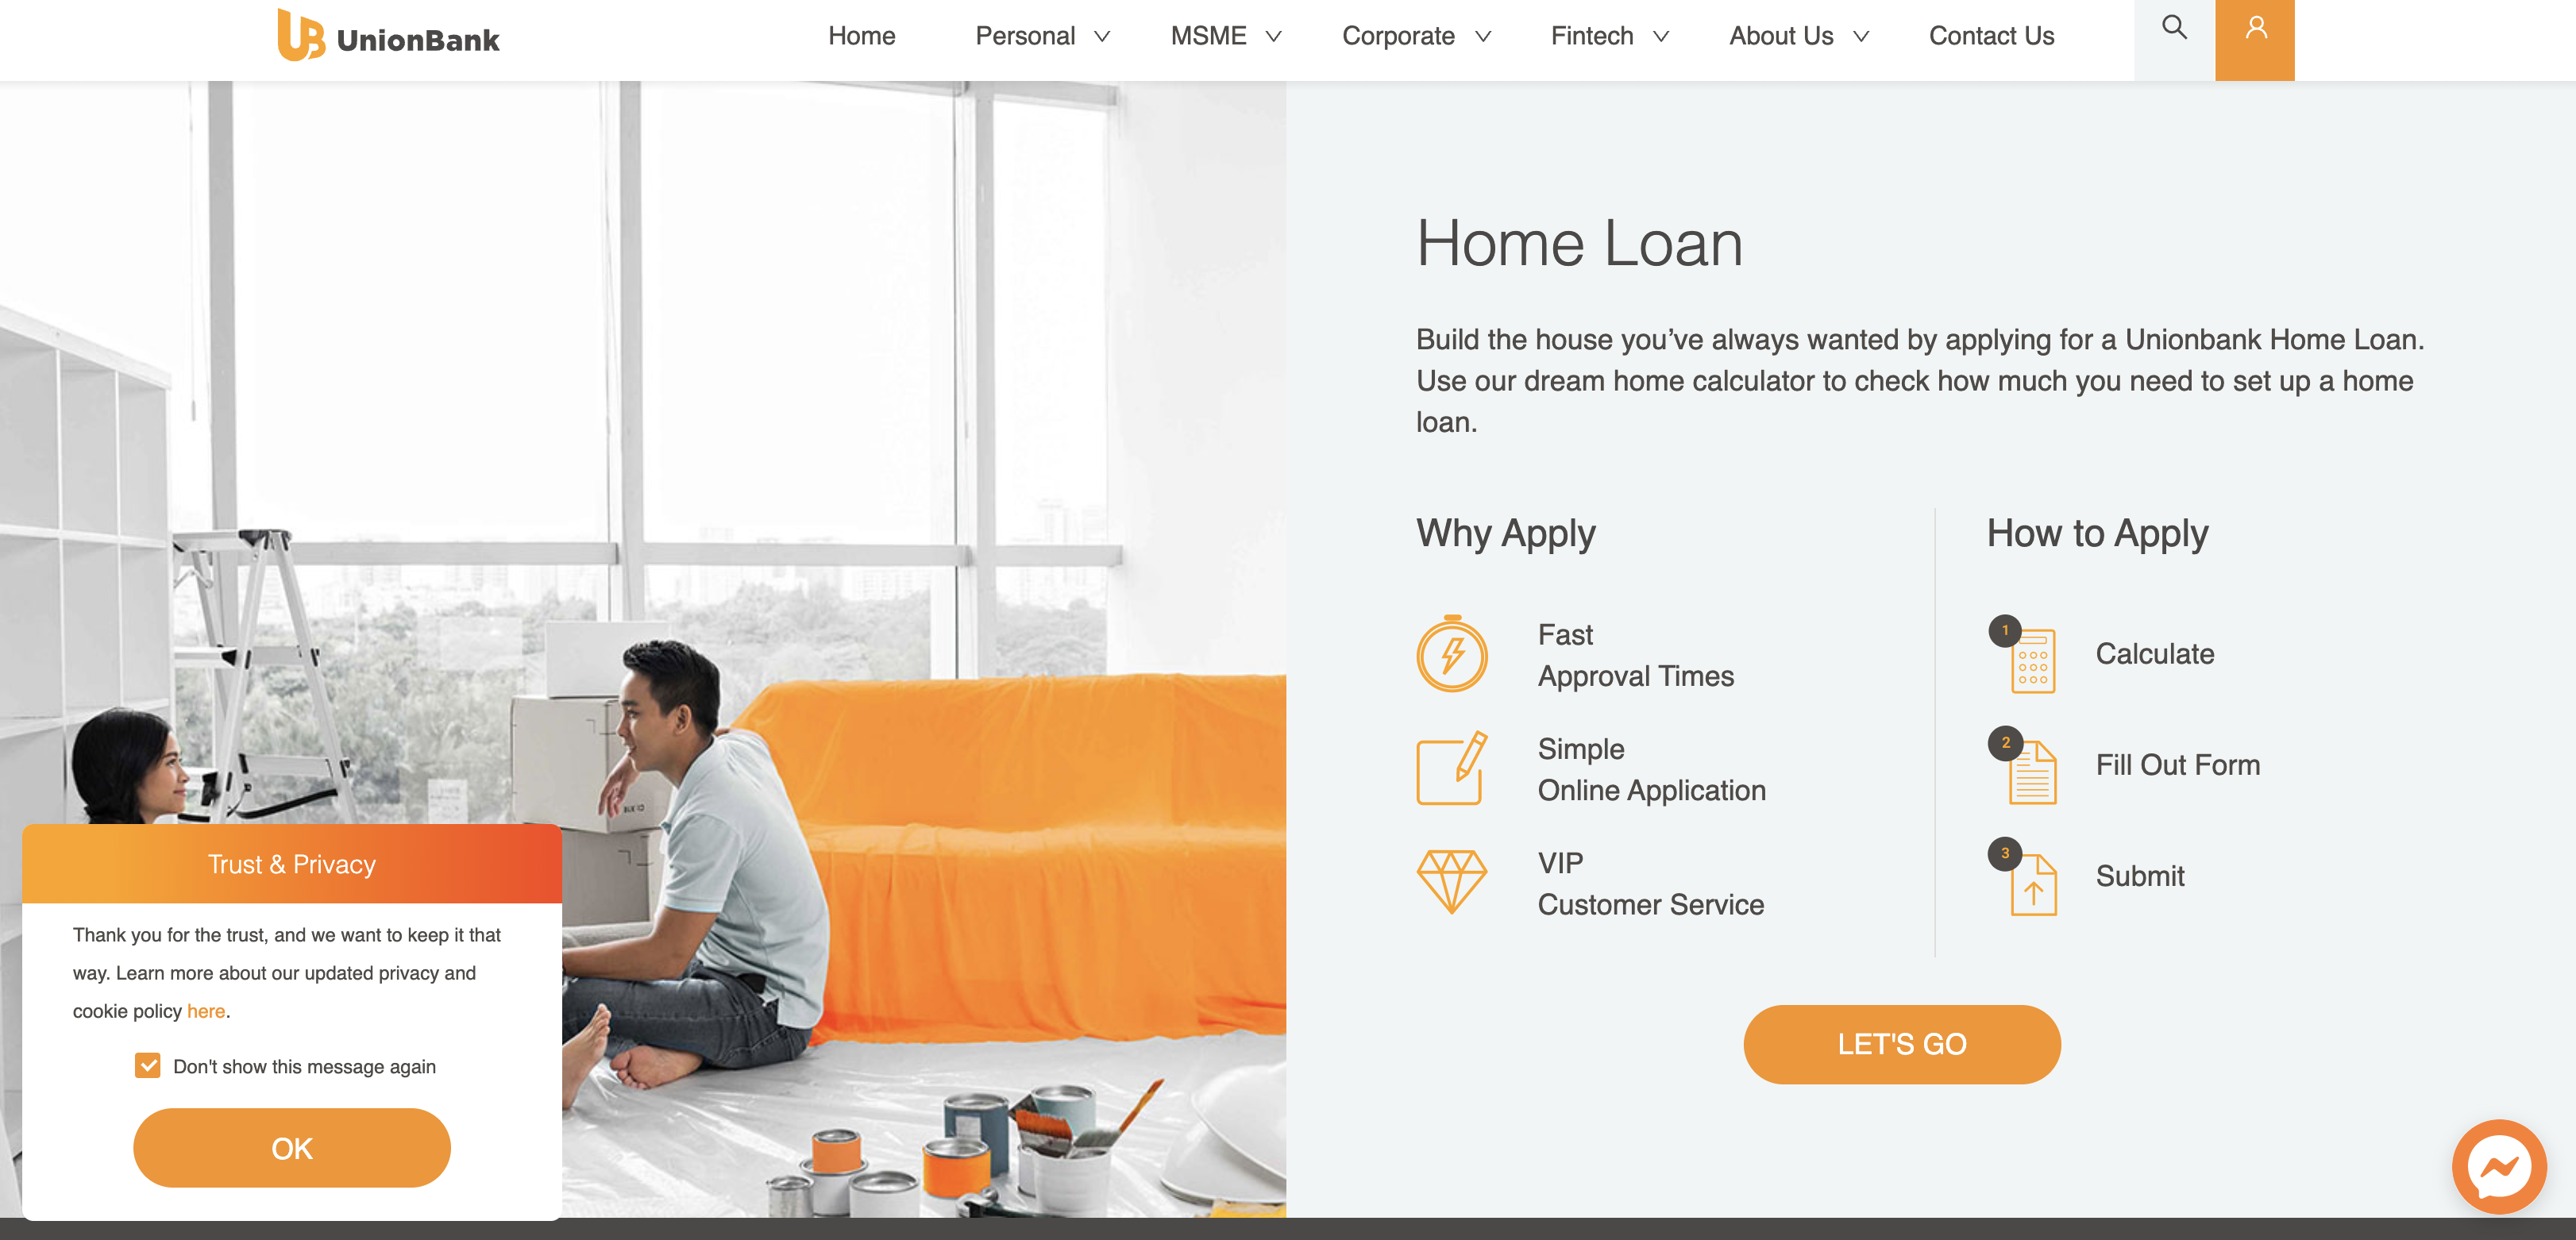 UnionBank
Home
Personal
MSME
Corporate
Fintech
About Us
Contact Us
Home Loan
Build the house you’ve always wanted by applying for a Unionbank Home Loan.
Use our dream home calculator to check how much you need to set up a home
loan.
Why Apply
Fast
Approval Times
Simple
Online Application
VIP
Customer Service
How to Apply
1
Calculate
2
Fill Out Form
3
Submit
LET'S GO
Trust & Privacy
Thank you for the trust, and we want to keep it that
way. Learn more about our updated privacy and
cookie policy here.
Don't show this message again
OK